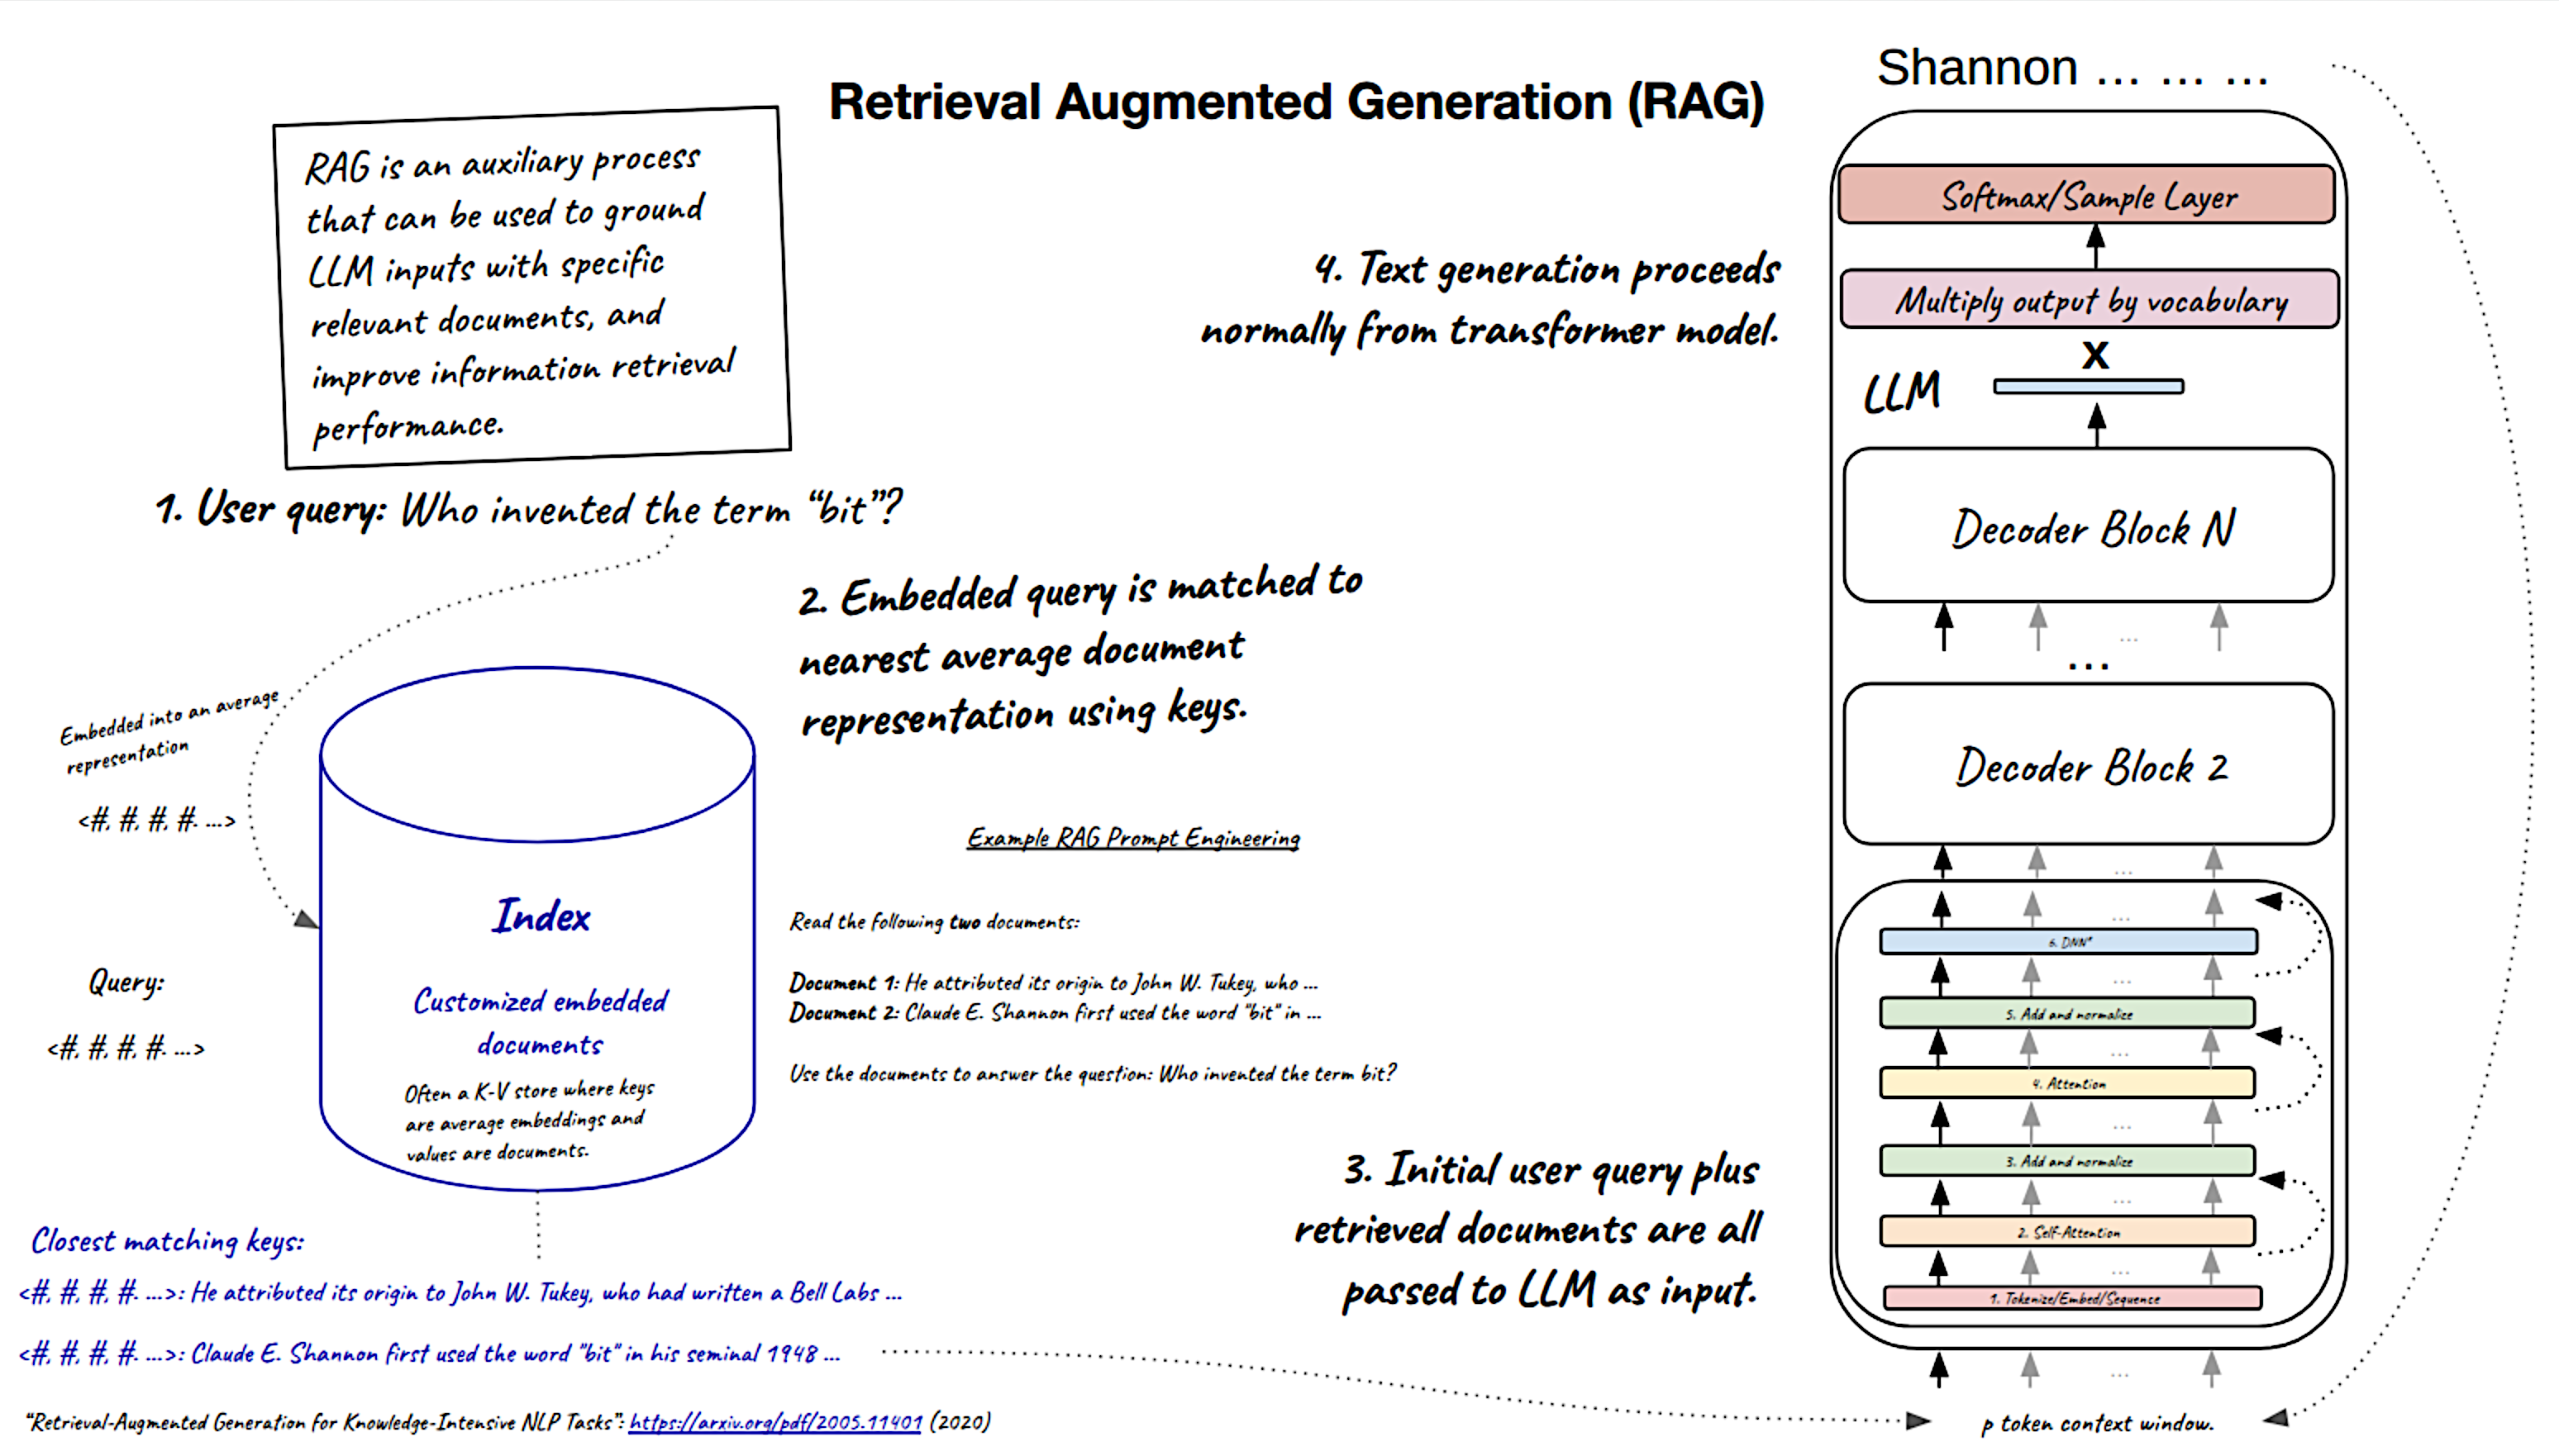 Retrieval Augmented Generation (RAG)
RAG is an auxiliary process
that can be used to ground
LLM inputs with specific
relevant documents, and
improve information retrieval
performance.
1. User query: Who invented the term “bit”?
Embedded into an average
representation
<#, #, #, #, ...>
Query:
<#, #, #, #, ...>
Index
Customized embedded
documents
Often a K-V store where keys
are average embeddings and
values are documents.
Closest matching keys:
<#, #, #, #, ...>: He attributed its origin to John W. Tukey, who had written a Bell Labs ...
<#, #, #, #, ...>: Claude E. Shannon first used the word "bit" in his seminal 1948 ...
“Retrieval-Augmented Generation for Knowledge-Intensive NLP Tasks”: https://arxiv.org/pdf/2005.11401 (2020)
2. Embedded query is matched to
nearest average document
representation using keys.
Example RAG Prompt Engineering
Read the following two documents:
Document 1: He attributed its origin to John W. Tukey, who ...
Document 2: Claude E. Shannon first used the word "bit" in ...
Use the documents to answer the question: Who invented the term bit?
3. Initial user query plus
retrieved documents are all
passed to LLM as input.
4. Text generation proceeds
normally from transformer model.
Shannon ... ... ...
Softmax/Sample Layer
Multiply output by vocabulary
X
LLM
Decoder Block N
...
...
Decoder Block 2
...
...
6. DNN*
...
5. Add and normalize
...
4. Attention
...
3. Add and normalize
...
2. Self-Attention
...
1. Tokenize/Embed/Sequence
...
p token context window.